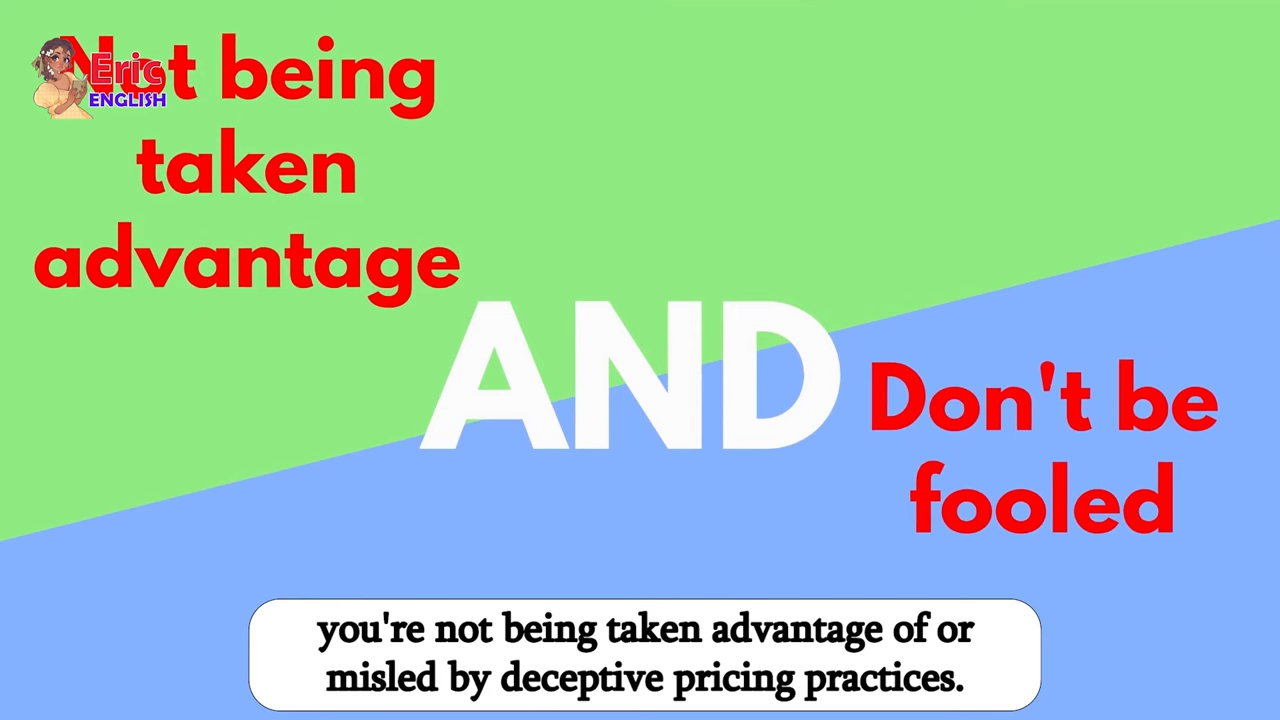 Not being
taken
advantage
Eric
ENGLISH
AND
Don't be
fooled
you're not being taken advantage of or
misled by deceptive pricing practices.